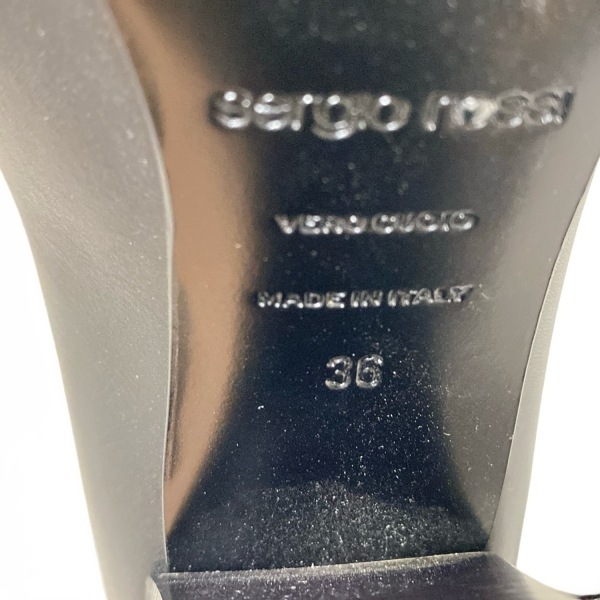 sergio rossi
VERO CUOIO
MADE IN ITALY
36